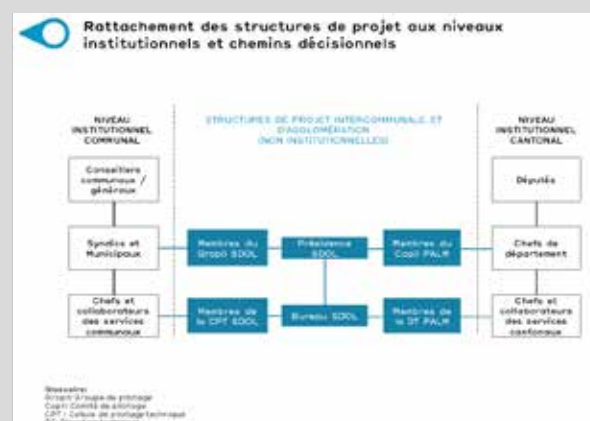 Rattachement des structures de projet aux niveaux
institutionnels et chemins décisionnels
NIVEAU
INSTITUTIONNEL
COMMUNAL
STRUCTURES DE PROJET INTERCOMMUNALE ET
D'AGGLOMÉRATION
(NON INSTITUTIONNELLES)
NIVEAU
INSTITUTIONNEL
CANTONAL
Conseillers
communaux /
généraux
Députés
Syndics et
Municipaux
Membres du
Gropil SDOL
Présidence
SDOL
Membres du
Copil PALM
Chefs de
département
Chefs et
collaborateurs
des services
communaux
Membres de
la CPT SDOL
Bureau SDOL
Membres de
la DT PALM
Chefs et
collaborateurs
des services
cantonaux
Glossaire:
Gropil: Groupe de pilotage
Copil: Comité de pilotage
CPT : Cellule de pilotage technique